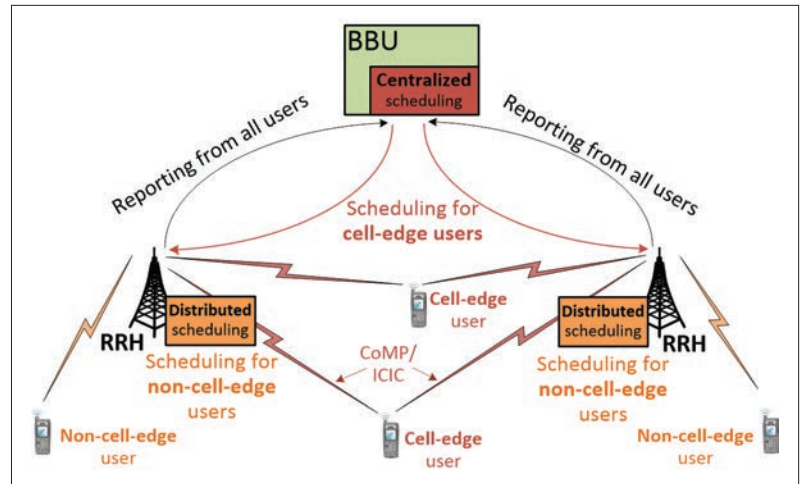 BBU
Centralized
scheduling
Reporting from all users
Reporting from all users
Scheduling for
cell-edge users
Distributed
scheduling
RRH
Scheduling for
non-cell-edge
users
Cell-edge
user
Distributed
scheduling
RRH
Scheduling for
non-cell-edge
users
CoMP/
ICIC
Non-cell-edge
user
Cell-edge
user
Non-cell-edge
user